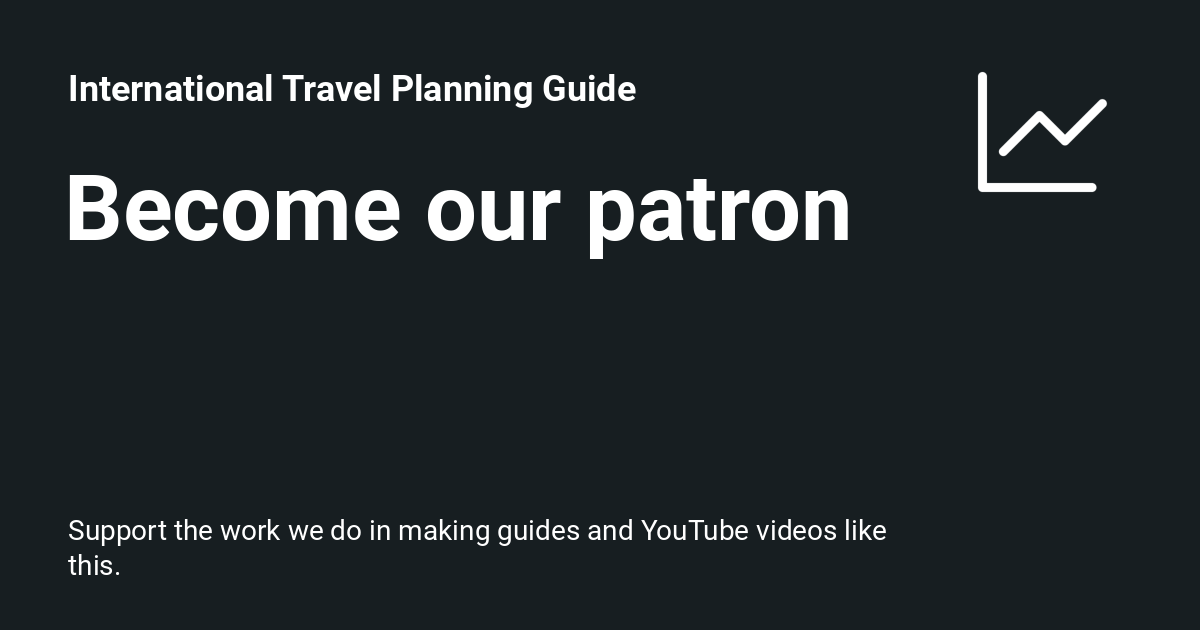 International Travel Planning Guide
Become our patron
Support the work we do in making guides and YouTube videos like
this.